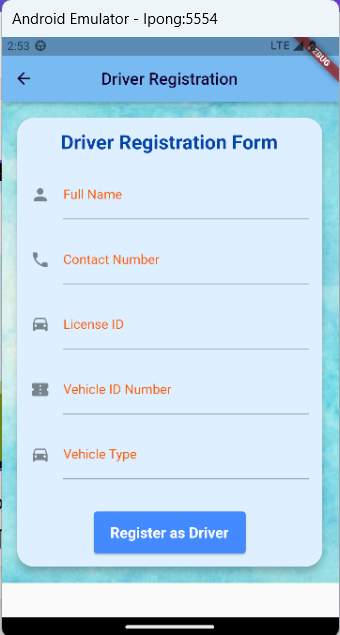 Android Emulator - Ipong:5554
2:53
LTE
DEBUG
Driver Registration
Driver Registration Form
Full Name
Contact Number
License ID
Vehicle ID Number
Vehicle Type
Register as Driver